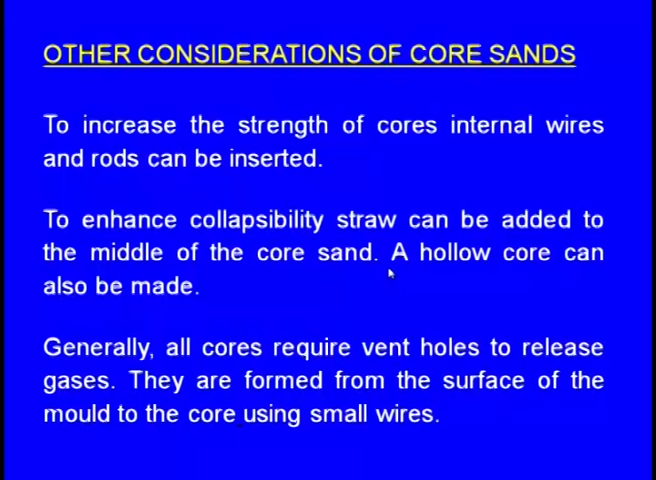 OTHER CONSIDERATIONS OF CORE SANDS
To increase the strength of cores internal wires
and rods can be inserted.
To enhance collapsibility straw can be added to
the middle of the core sand. A hollow core can
also be made.
Generally, all cores require vent holes to release
gases. They are formed from the surface of the
mould to the core using small wires.